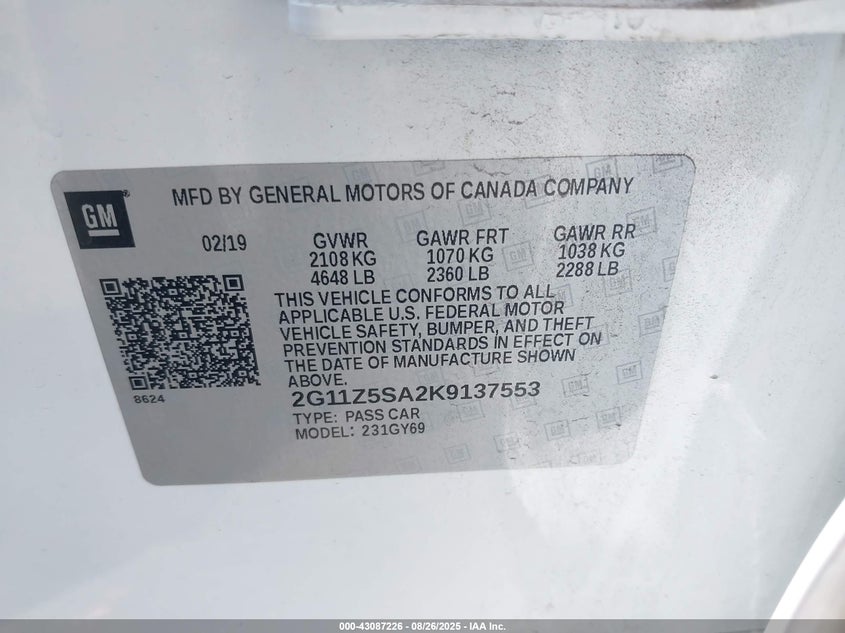 GM
MFD BY GENERAL MOTORS OF CANADA COMPANY
02/19 GVWR GAWR FRT GAWR RR
2108 KG 1070 KG 1038 KG
4648 LB 2360 LB 2288 LB
THIS VEHICLE CONFORMS TO ALL
APPLICABLE U.S. FEDERAL MOTOR
VEHICLE SAFETY, BUMPER, AND THEFT
PREVENTION STANDARDS IN EFFECT ON
THE DATE OF MANUFACTURE SHOWN
ABOVE.
8624
2G11Z5SA2K9137553
TYPE: PASS CAR
MODEL: 231GY69
000-43087226 - 08/26/2025 - IAA Inc.